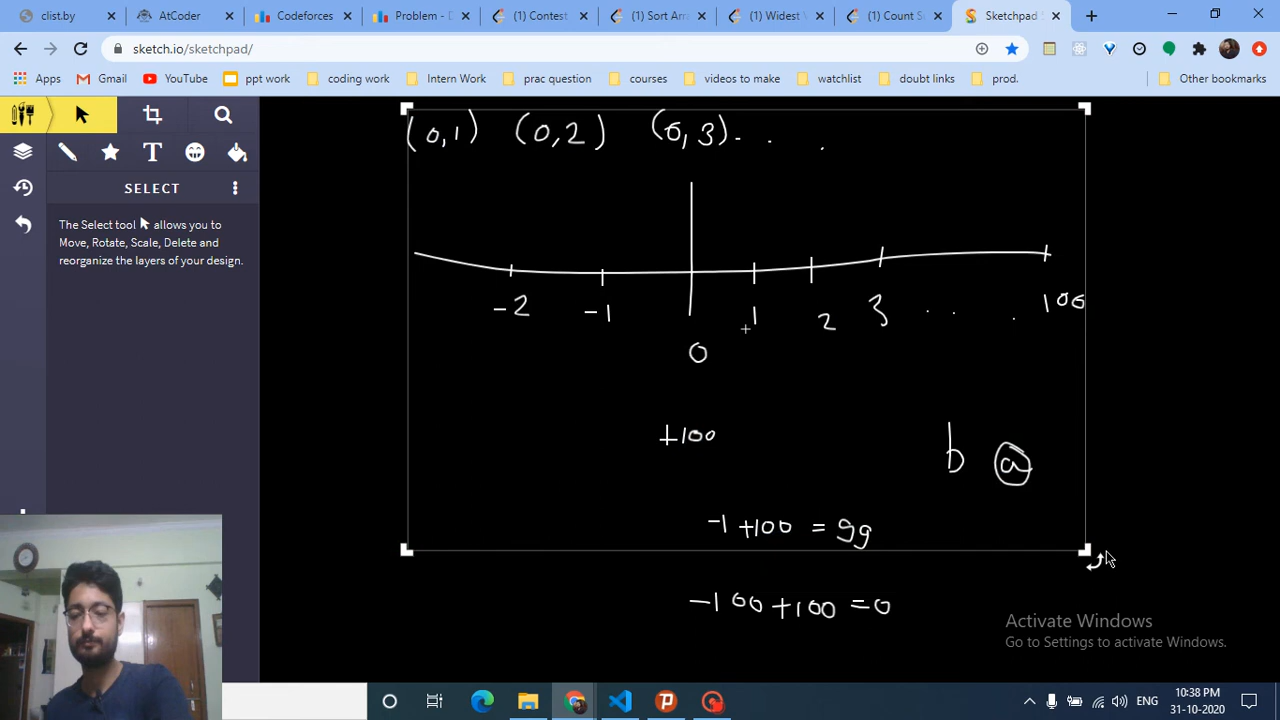 clist.by
AtCoder
Codeforces
Problem - D
(1) Contest
(1) Sort Arra
(1) Widest V
(1) Count Su
Sketchpad
sketch.io/sketchpad/
Apps
Gmail
YouTube
ppt work
coding work
Intern Work
prac question
courses
videos to make
watchlist
doubt links
prod.
Other bookmarks
SELECT
The Select tool allows you to
Move, Rotate, Scale, Delete and
reorganize the layers of your design.
(0,1) (0,2) (0,3)- . .
-2 -1 1 2 3 . . . 100
0
+100
b a
-1 +100 = 99
-100 +100 = 0
Activate Windows
Go to Settings to activate Windows.
ENG
10:38 PM
31-10-2020